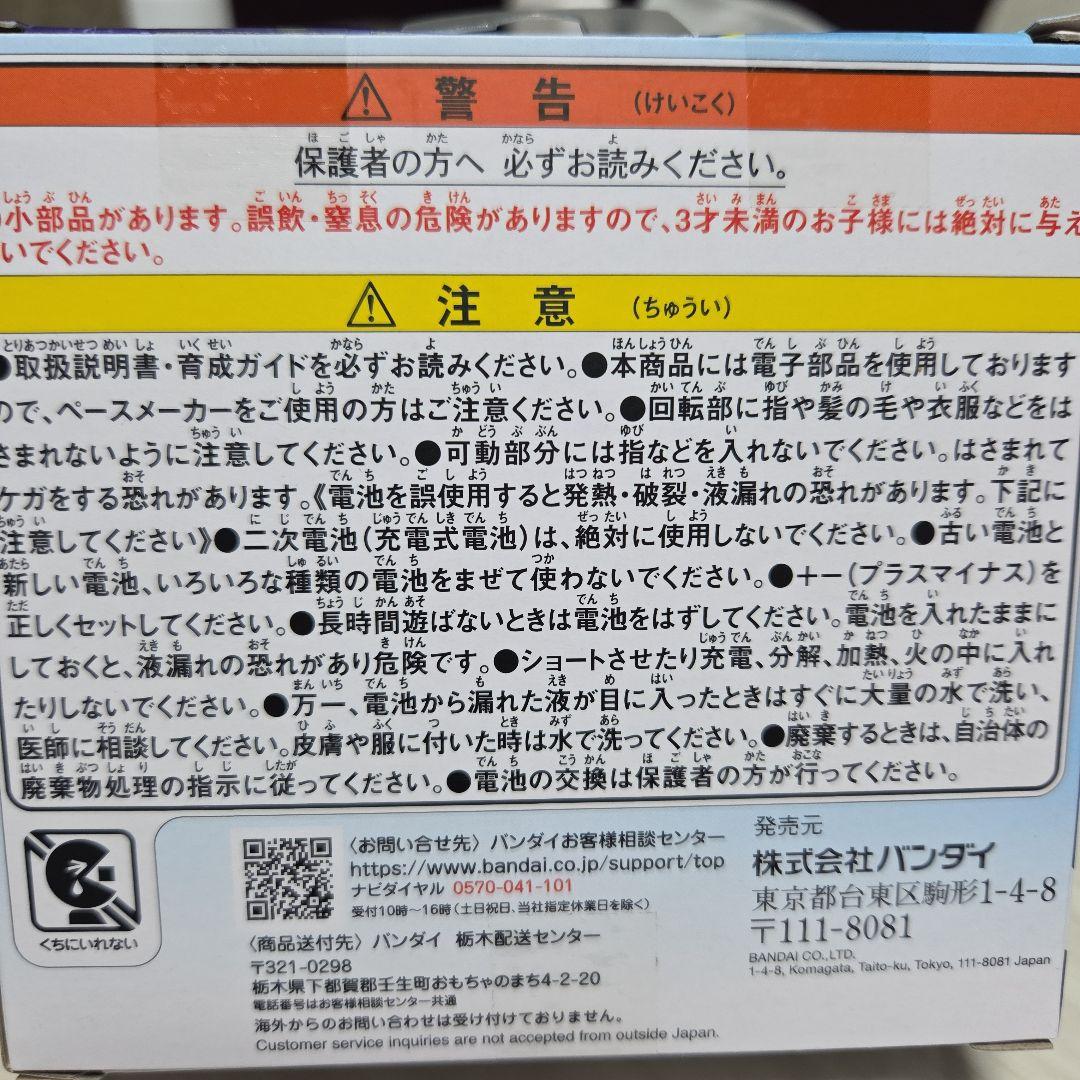 警告 (けいこく)
保護者の方へ 必ずお読みください。
小部品があります。誤飲・窒息の危険がありますので、3才未満のお子様には絶対に与え
いでください。
注意 (ちゅうい)
●取扱説明書・育成ガイドを必ずお読みください。●本商品には電子部品を使用しております
ので、ペースメーカーをご使用の方はご注意ください。●回転部に指や髪の毛や衣服などをは
さまれないように注意してください。●可動部分には指などを入れないでください。はさまれて
ケガをする恐れがあります。《電池を誤使用すると発熱・破裂・液漏れの恐れがあります。下記に
注意してください》●二次電池(充電式電池)は、絶対に使用しないでください。●古い電池と
新しい電池、いろいろな種類の電池をまぜて使わないでください。●+-(プラスマイナス)を
正しくセットしてください。●長時間遊ばないときは電池をはずしてください。電池を入れたままに
しておくと、液漏れの恐れがあり危険です。●ショートさせたり充電、分解、加熱、火の中に入れ
たりしないでください。●万一、電池から漏れた液が目に入ったときはすぐに大量の水で洗い、
医師に相談してください。皮膚や服に付いた時は水で洗ってください。●廃棄するときは、自治体の
廃棄物処理の指示に従ってください。●電池の交換は保護者の方が行ってください。
くちにいれない
〈お問い合せ先〉バンダイお客様相談センター
https://www.bandai.co.jp/support/top
ナビダイヤル 0570-041-101
受付10時～16時(土日祝日、当社指定休業日を除く)
〈商品送付先〉バンダイ 栃木配送センター
〒321-0298
栃木県下都賀郡壬生町おもちゃのまち4-2-20
電話番号はお客様相談センター共通
海外からのお問い合わせは受け付けておりません。
Customer service inquiries are not accepted from outside Japan.
発売元
株式会社バンダイ
東京都台東区駒形1-4-8
〒111-8081
BANDAI CO.,LTD.
1-4-8, Komagata, Taito-ku, Tokyo, 111-8081 Japan